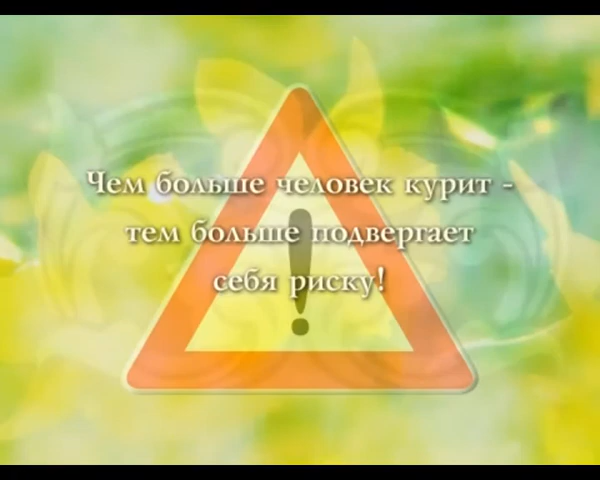 Чем больше человек курит -
тем больше подвергает
себя риску!